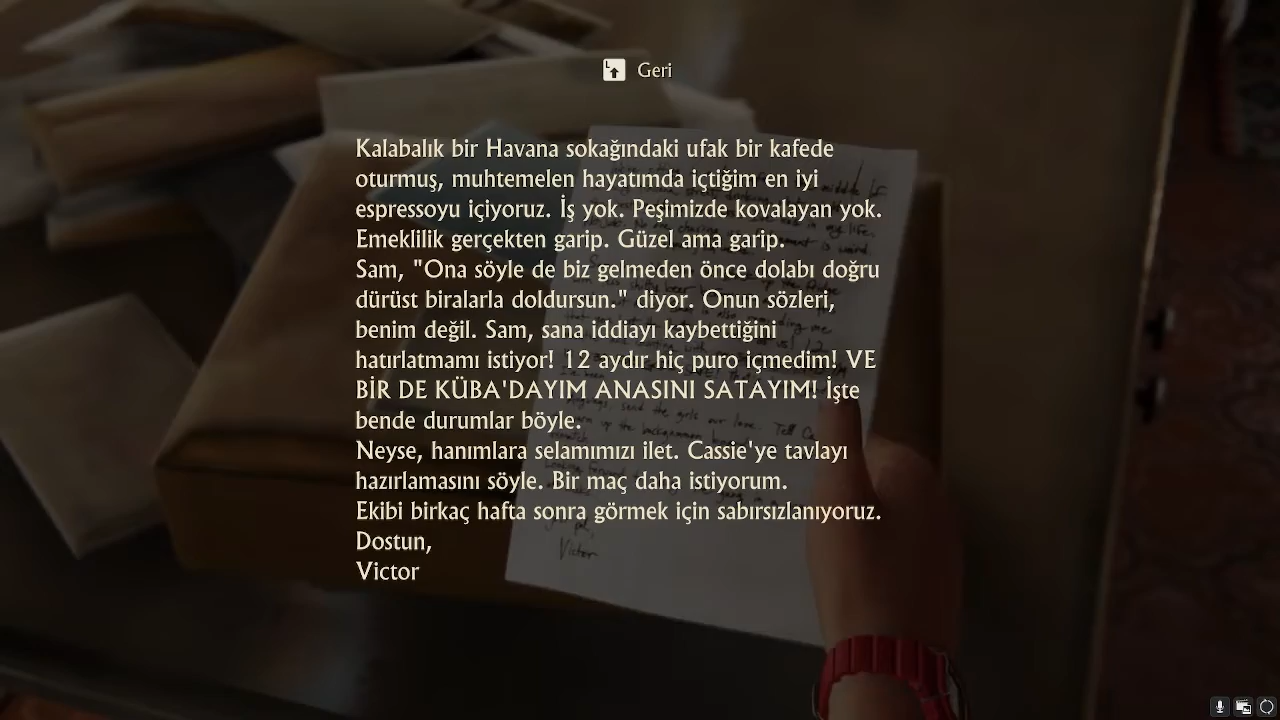 Geri
Kalabalık bir Havana sokağındaki ufak bir kafede
oturmuş, muhtemelen hayatımda içtiğim en iyi
espressoyu içiyoruz. İş yok. Peşimizde kovalayan yok.
Emeklilik gerçekten garip. Güzel ama garip.
Sam, "Ona söyle de biz gelmeden önce dolabı doğru
dürüst biralarla doldursun." diyor. Onun sözleri,
benim değil. Sam, sana iddiayı kaybettiğini
hatırlatmamı istiyor! 12 aydır hiç puro içmedim! VE
BİR DE KÜBA'DAYIM ANASINI SATAYIM! İşte
bende durumlar böyle.
Neyse, hanımlara selamımızı ilet. Cassie'ye tavlayı
hazırlamasını söyle. Bir maç daha istiyorum.
Ekibi birkaç hafta sonra görmek için sabırsızlanıyoruz.
Dostun,
Victor
Victor